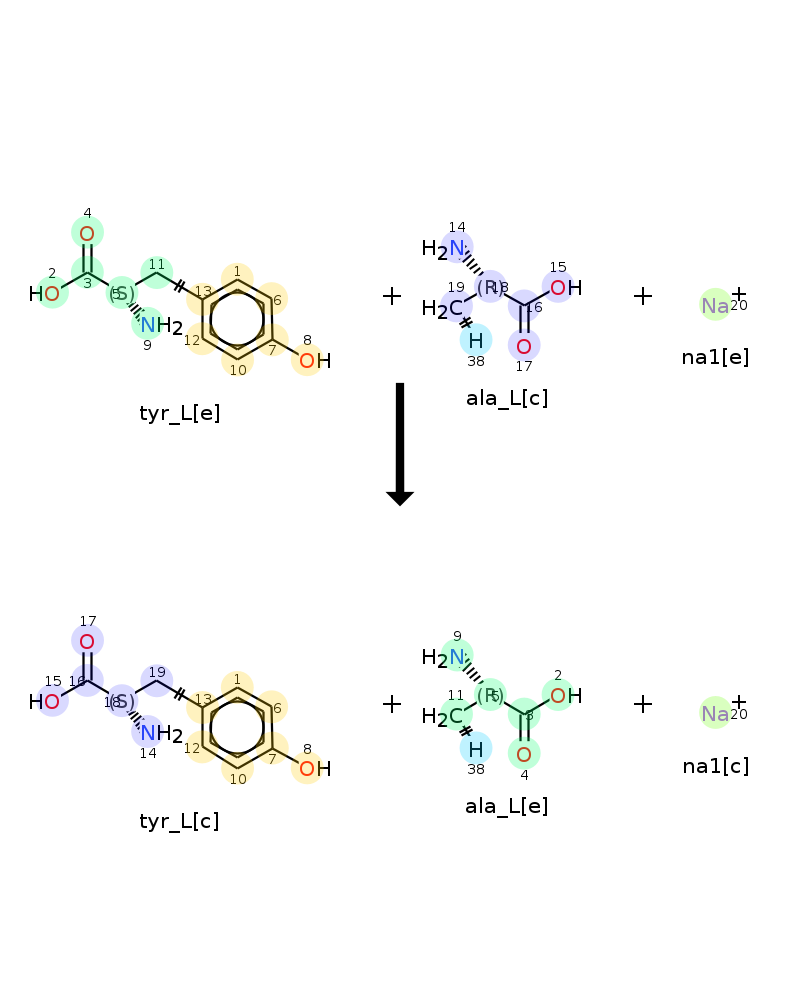 4
O
2 3 11
HO (S) 5
NH2
9
13 1 6
12 7 8
10 OH
+
14
H2N
19 (R) 18 15
H2C 16 OH
H O
38 17
+
Na+ 20
tyr_L[e] ala_L[c] na1[e]
17
O
15 16 19
HO 18 (S)
NH2
14
13 1 6
12 7 8
10 OH
+
9
H2N
11 (R) 5 2
H2C 3 OH
H O
38 4
+
Na+ 20
tyr_L[c] ala_L[e] na1[c]